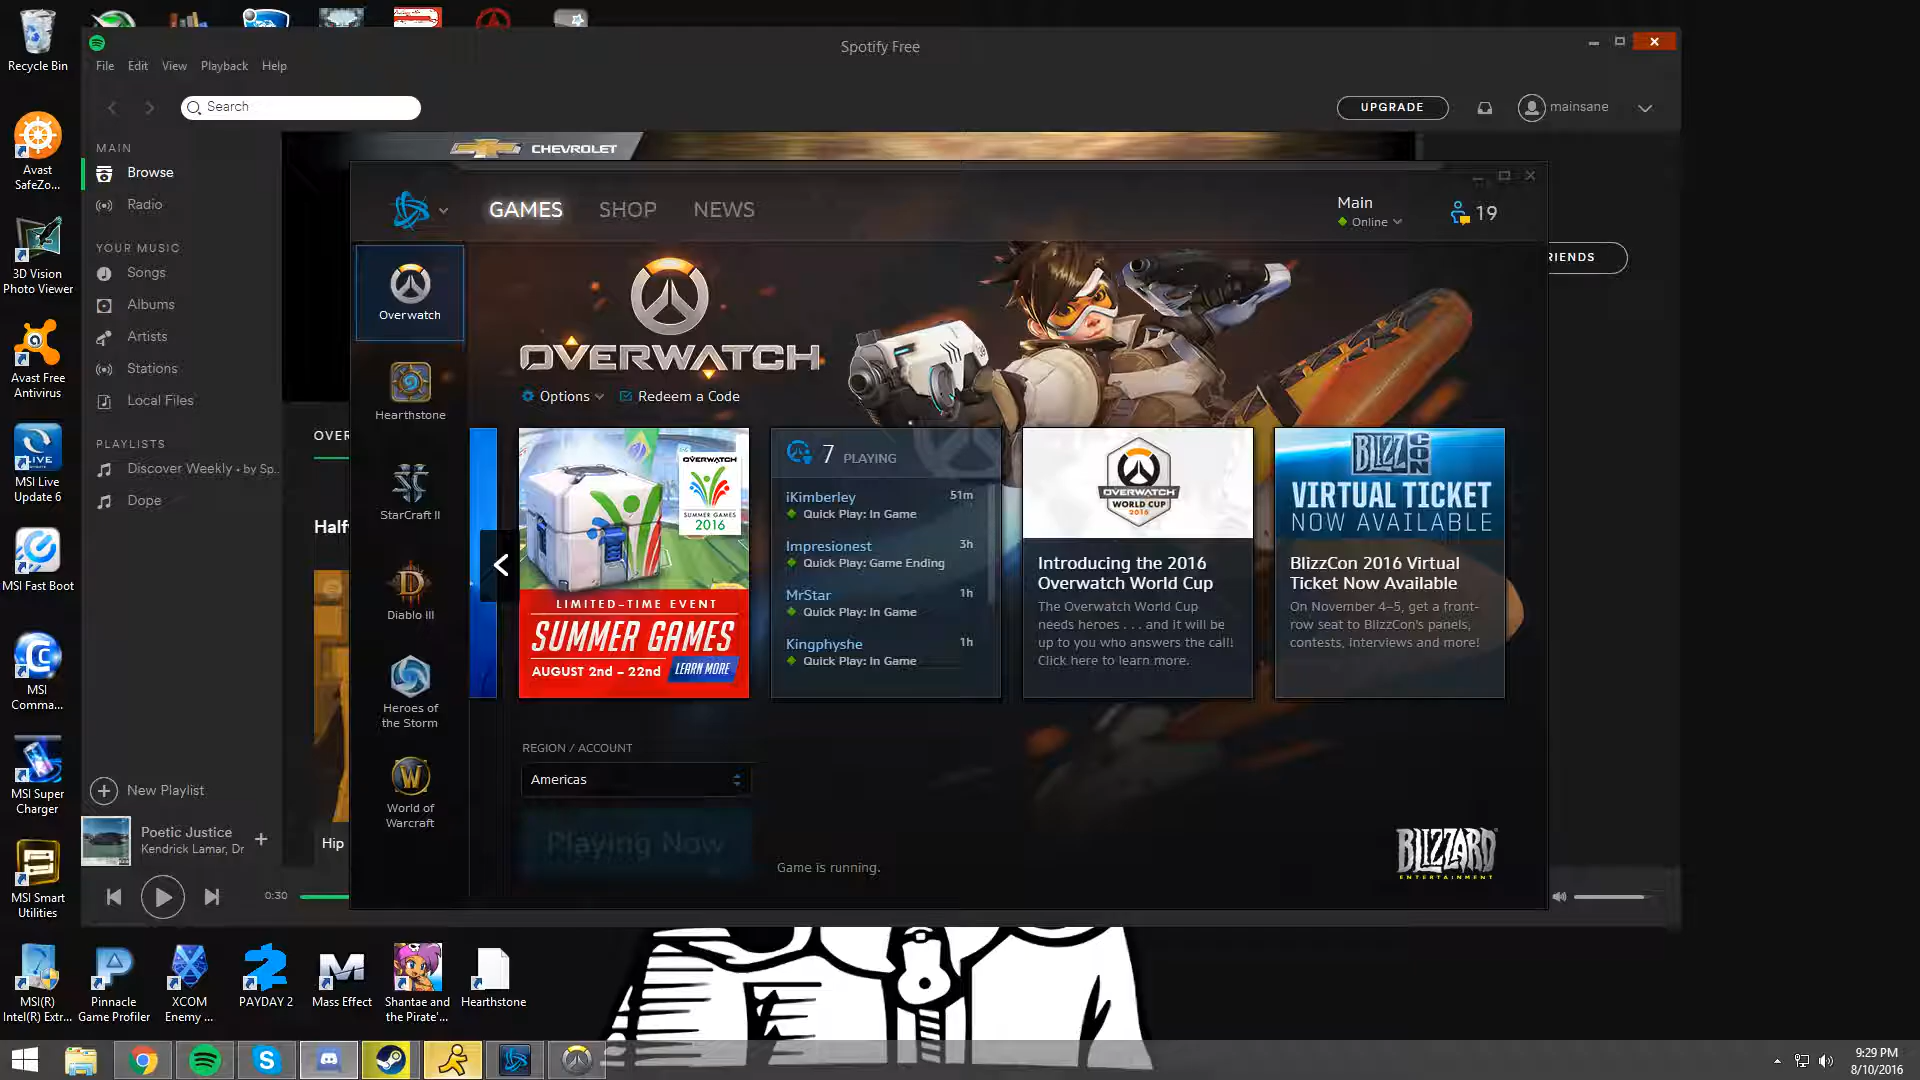 Spotify Free
File Edit View Playback Help
Search
UPGRADE
mainsane
MAIN
Browse
Radio
YOUR MUSIC
Songs
Albums
Artists
Stations
Local Files
PLAYLISTS
Discover Weekly • by Sp..
Dope
New Playlist
Poetic Justice
Kendrick Lamar, Dr
0:30
CHEVROLET
RIENDS
OVER
Half
Hip
GAMES SHOP NEWS
Main
Online
19
Overwatch
Hearthstone
StarCraft II
Diablo III
Heroes of
the Storm
World of
Warcraft
OVERWATCH
Options
Redeem a Code
OVERWATCH
SUMMER GAMES
2016
LIMITED-TIME EVENT
SUMMER GAMES
AUGUST 2nd – 22nd LEARN MORE
7 PLAYING
iKimberley 51m
Quick Play: In Game
Impresionest 3h
Quick Play: Game Ending
MrStar 1h
Quick Play: In Game
Kingphyshe 1h
Quick Play: In Game
OVERWATCH
WORLD CUP
2016
Introducing the 2016
Overwatch World Cup
The Overwatch World Cup
needs heroes . . . and it will be
up to you who answers the call!
Click here to learn more.
BLIZZCON
VIRTUAL TICKET
NOW AVAILABLE
BlizzCon 2016 Virtual
Ticket Now Available
On November 4–5, get a front-
row seat to BlizzCon's panels,
contests, interviews and more!
REGION / ACCOUNT
Americas
Playing Now
Game is running.
BLIZZARD
ENTERTAINMENT
Recycle Bin
Avast
SafeZo...
3D Vision
Photo Viewer
Avast Free
Antivirus
LIVE
MSI Live
Update 6
MSI Fast Boot
MSI
Comma...
MSI Super
Charger
MSI Smart
Utilities
MSI(R)
Intel(R) Extr...
Pinnacle
Game Profiler
XCOM
Enemy ...
PAYDAY 2
Mass Effect
Shantae and
the Pirate'...
Hearthstone
9:29 PM
8/10/2016